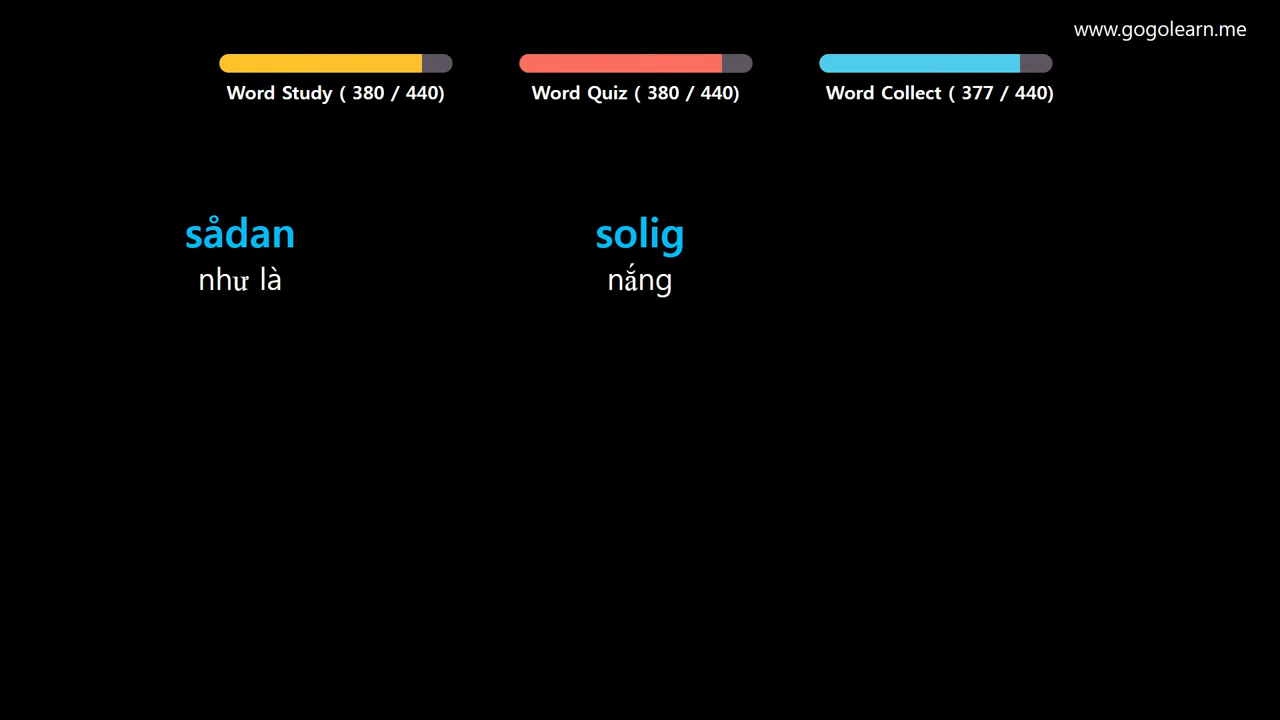 www.gogolearn.me
Word Study ( 380 / 440)
Word Quiz ( 380 / 440)
Word Collect ( 377 / 440)
sådan
như là
solig
nắng